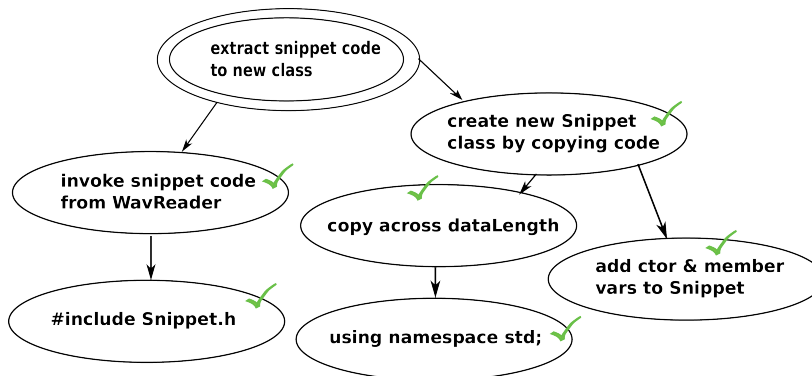 extract snippet code
to new class
create new Snippet
class by copying code
invoke snippet code
from WavReader
copy across dataLength
add ctor & member
vars to Snippet
#include Snippet.h
using namespace std;